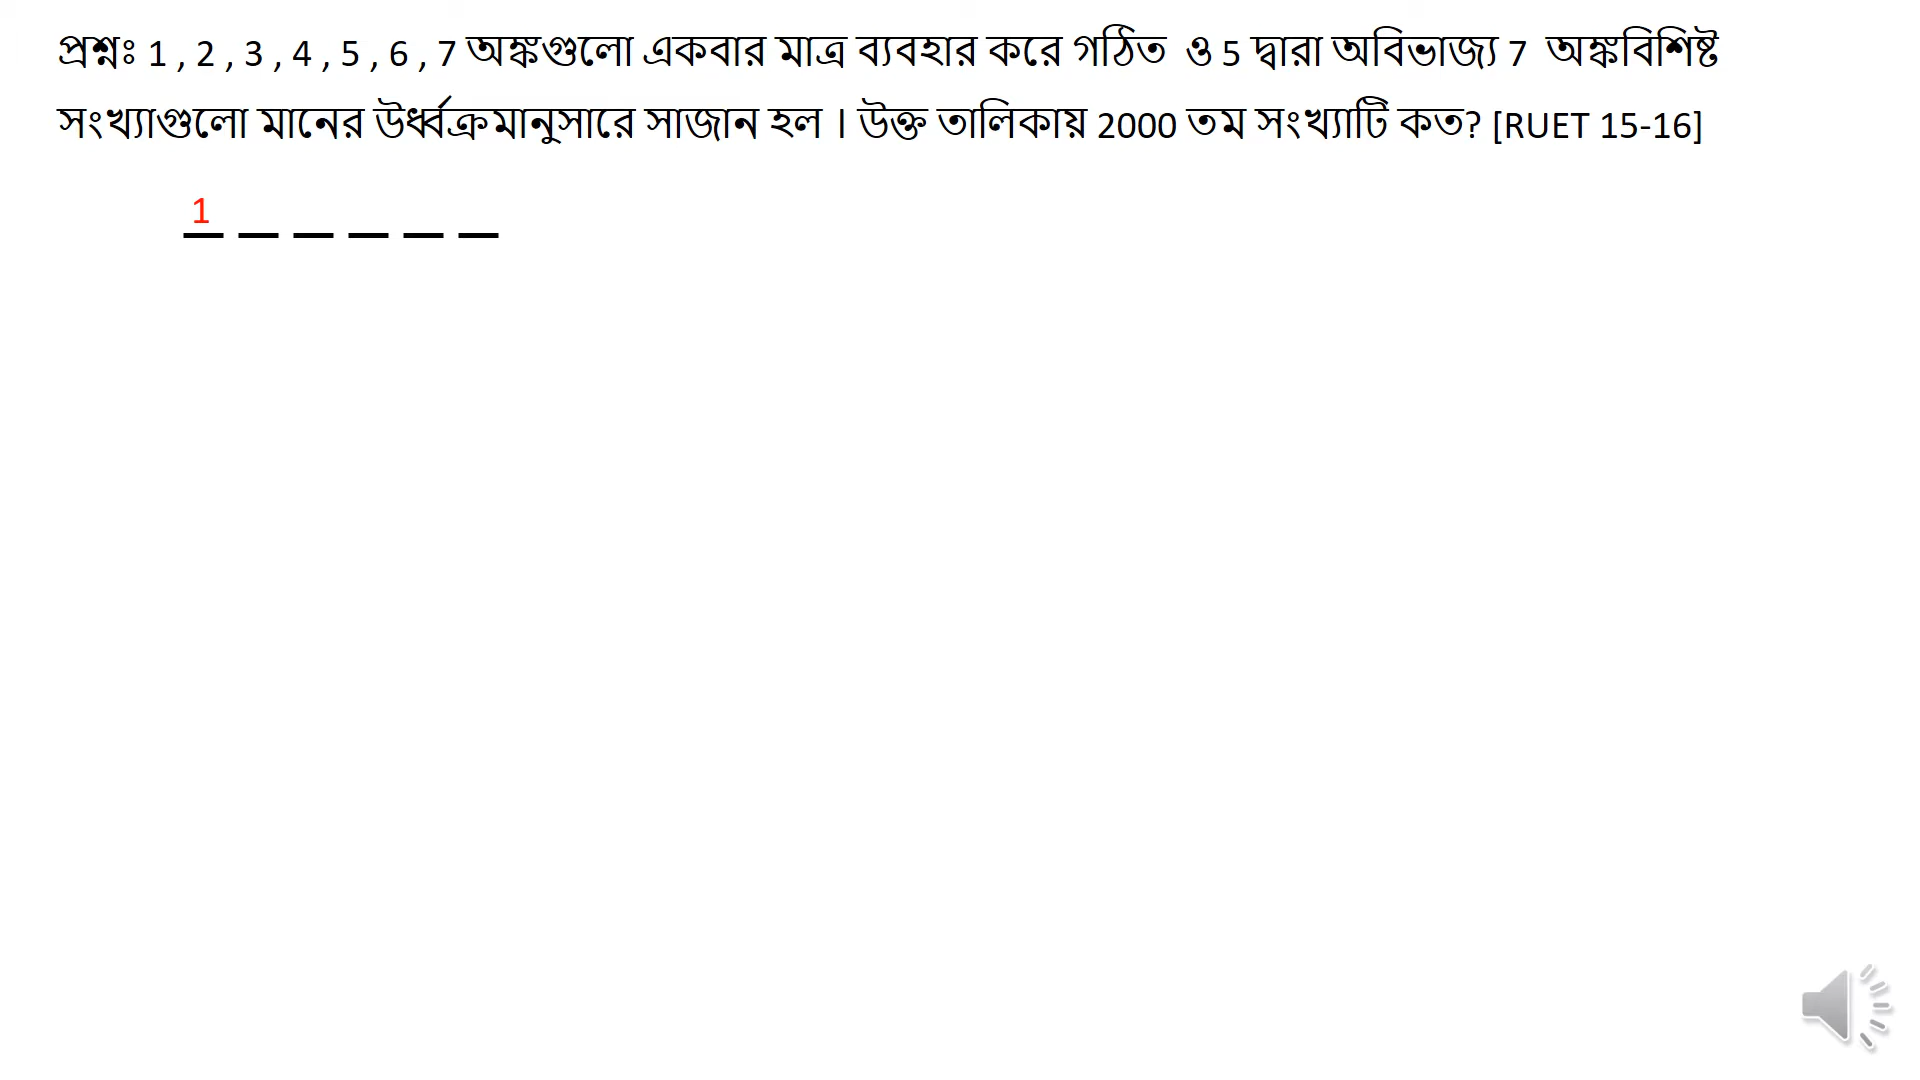 প্রশ্নঃ 1 , 2 , 3 , 4 , 5 , 6 , 7 অঙ্কগুলো একবার মাত্র ব্যবহার করে গঠিত ও 5 দ্বারা অবিভাজ্য 7 অঙ্কবিশিষ্ট
সংখ্যাগুলো মানের উর্ধ্বক্রমানুসারে সাজান হল । উক্ত তালিকায় 2000 তম সংখ্যাটি কত? [RUET 15-16]
1